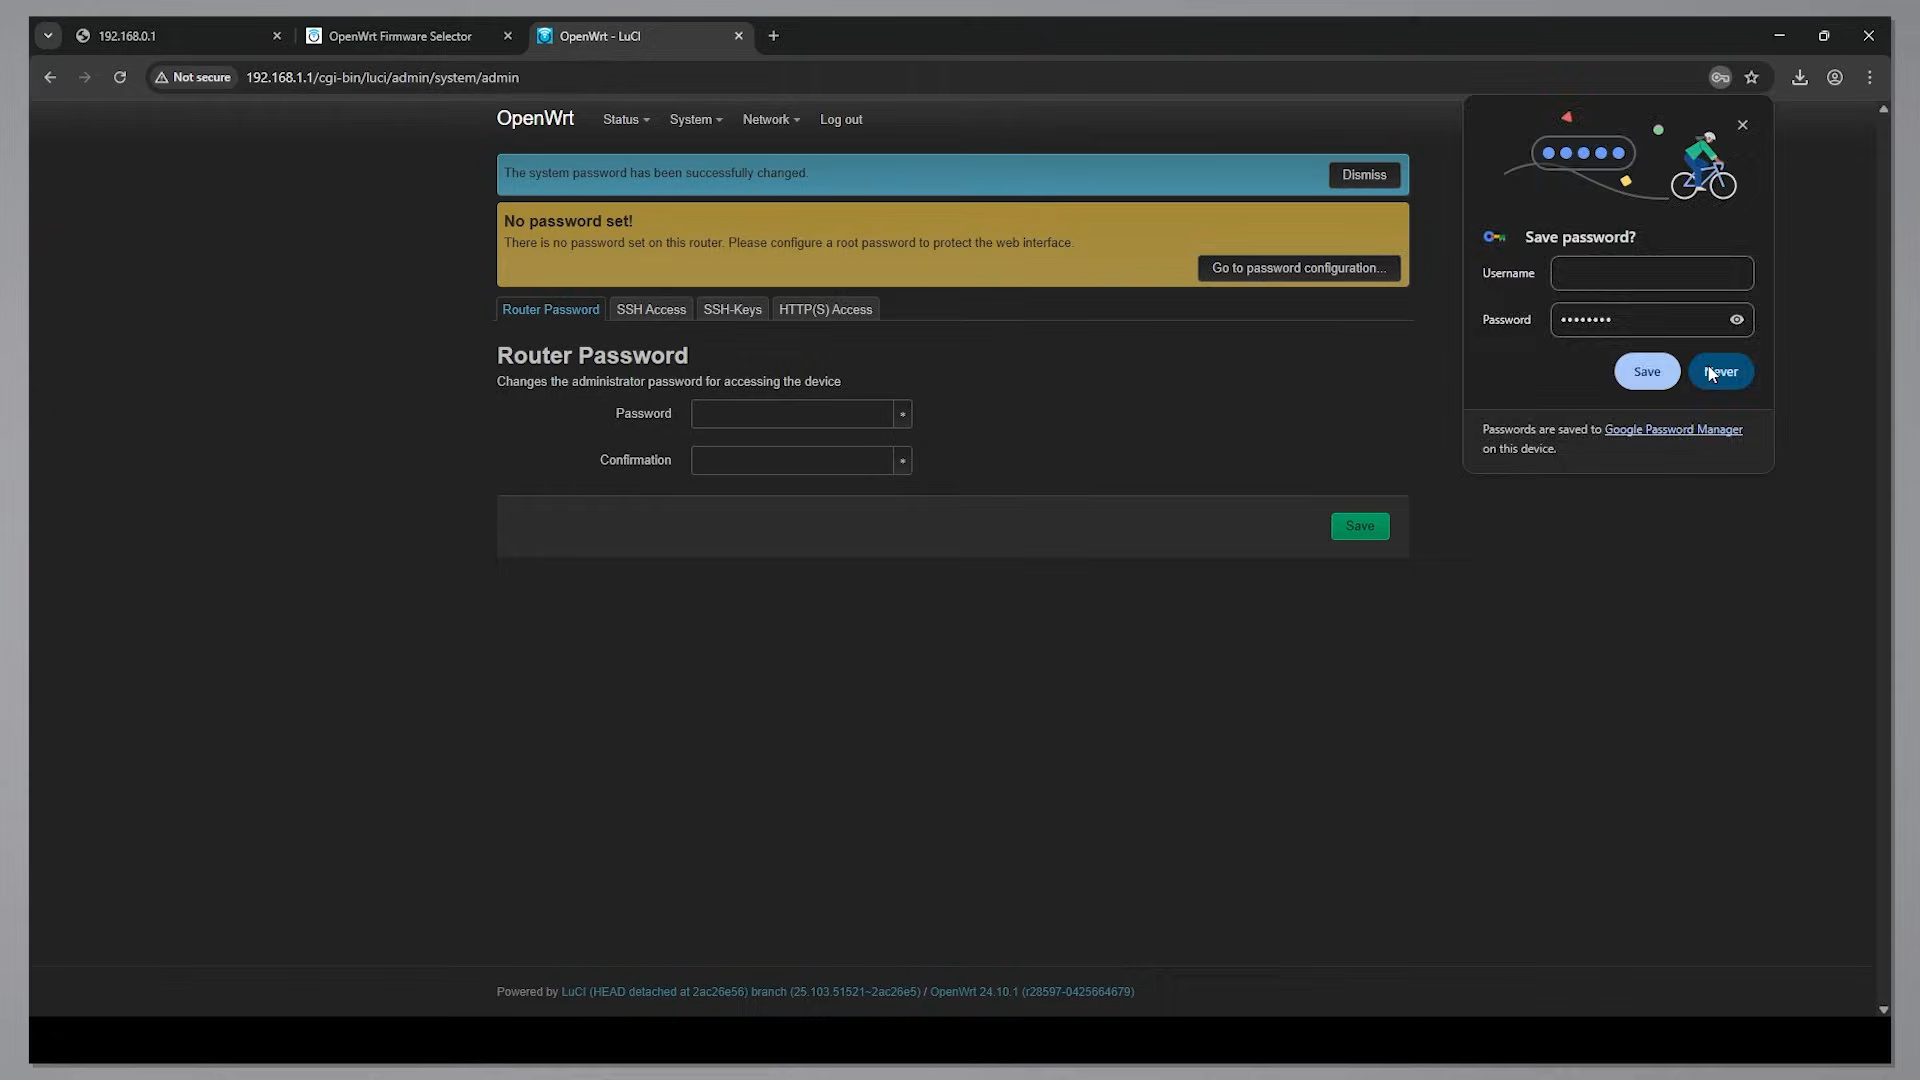 192.168.0.1
OpenWrt Firmware Selector
OpenWrt - LuCI
Not secure
192.168.1.1/cgi-bin/luci/admin/system/admin
OpenWrt
Status
System
Network
Log out
The system password has been successfully changed.
Dismiss
No password set!
There is no password set on this router. Please configure a root password to protect the web interface.
Go to password configuration...
Router Password
SSH Access
SSH-Keys
HTTP(S) Access
Router Password
Changes the administrator password for accessing the device
Password
*
Confirmation
*
Save
Save password?
Username
Password
••••••••
Save
Never
Passwords are saved to Google Password Manager
on this device.
Powered by LuCI (HEAD detached at 2ac26e56) branch (25.103.51521~2ac26e5) / OpenWrt 24.10.1 (r28597-0425664679)